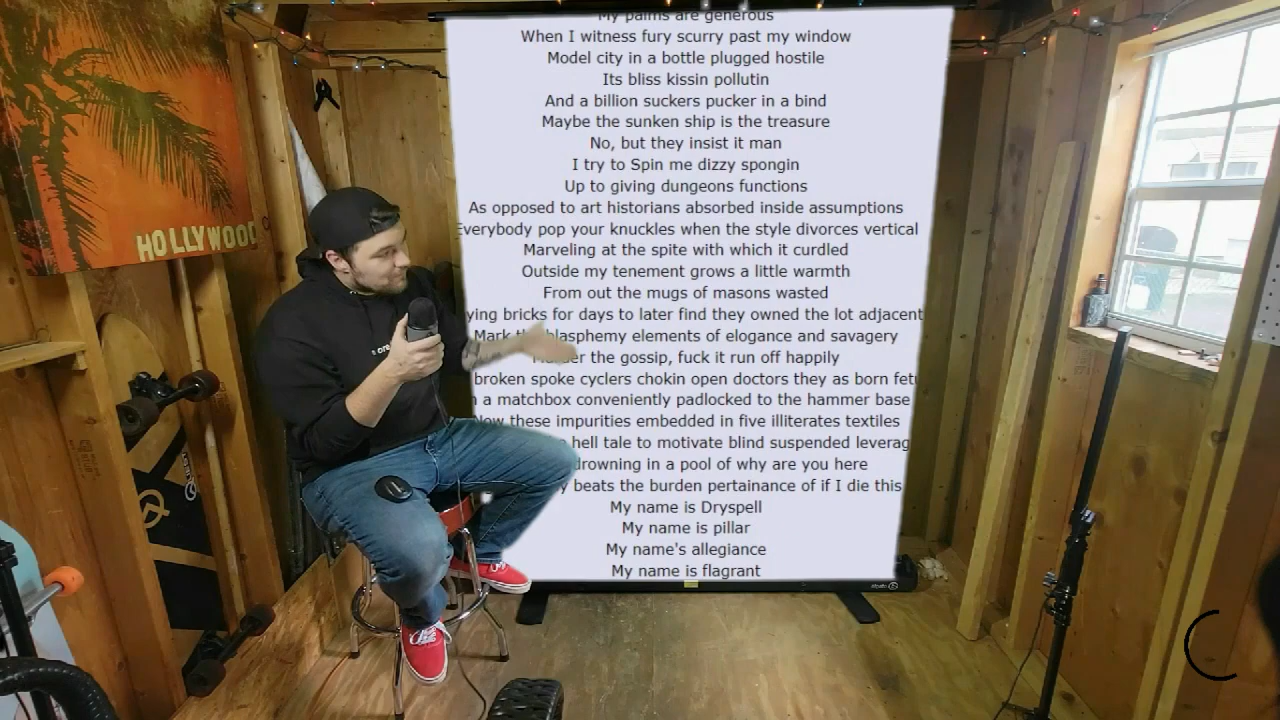 HOLLYWOOD
My palms are generous
When I witness fury scurry past my window
Model city in a bottle plugged hostile
Its bliss kissin pollutin
And a billion suckers pucker in a bind
Maybe the sunken ship is the treasure
No, but they insist it man
I try to Spin me dizzy spongin
Up to giving dungeons functions
As opposed to art historians absorbed inside assumptions
Everybody pop your knuckles when the style divorces vertical
Marveling at the spite with which it curdled
Outside my tenement grows a little warmth
From out the mugs of masons wasted
bricks for days to later find they owned the lot adjacent
Mark blasphemy elements of elegance and savagery
the gossip, fuck it run off happily
broken spoke cyclers chokin open doctors they as born
a matchbox conveniently padlocked to the hammer base
these impurities embedded in five illiterates textiles
hell tale to motivate blind suspended
drowning in a pool of why are you here
beats the burden pertainance of if I die this
My name is Dryspell
My name is pillar
My name's allegiance
My name is flagrant
elgato